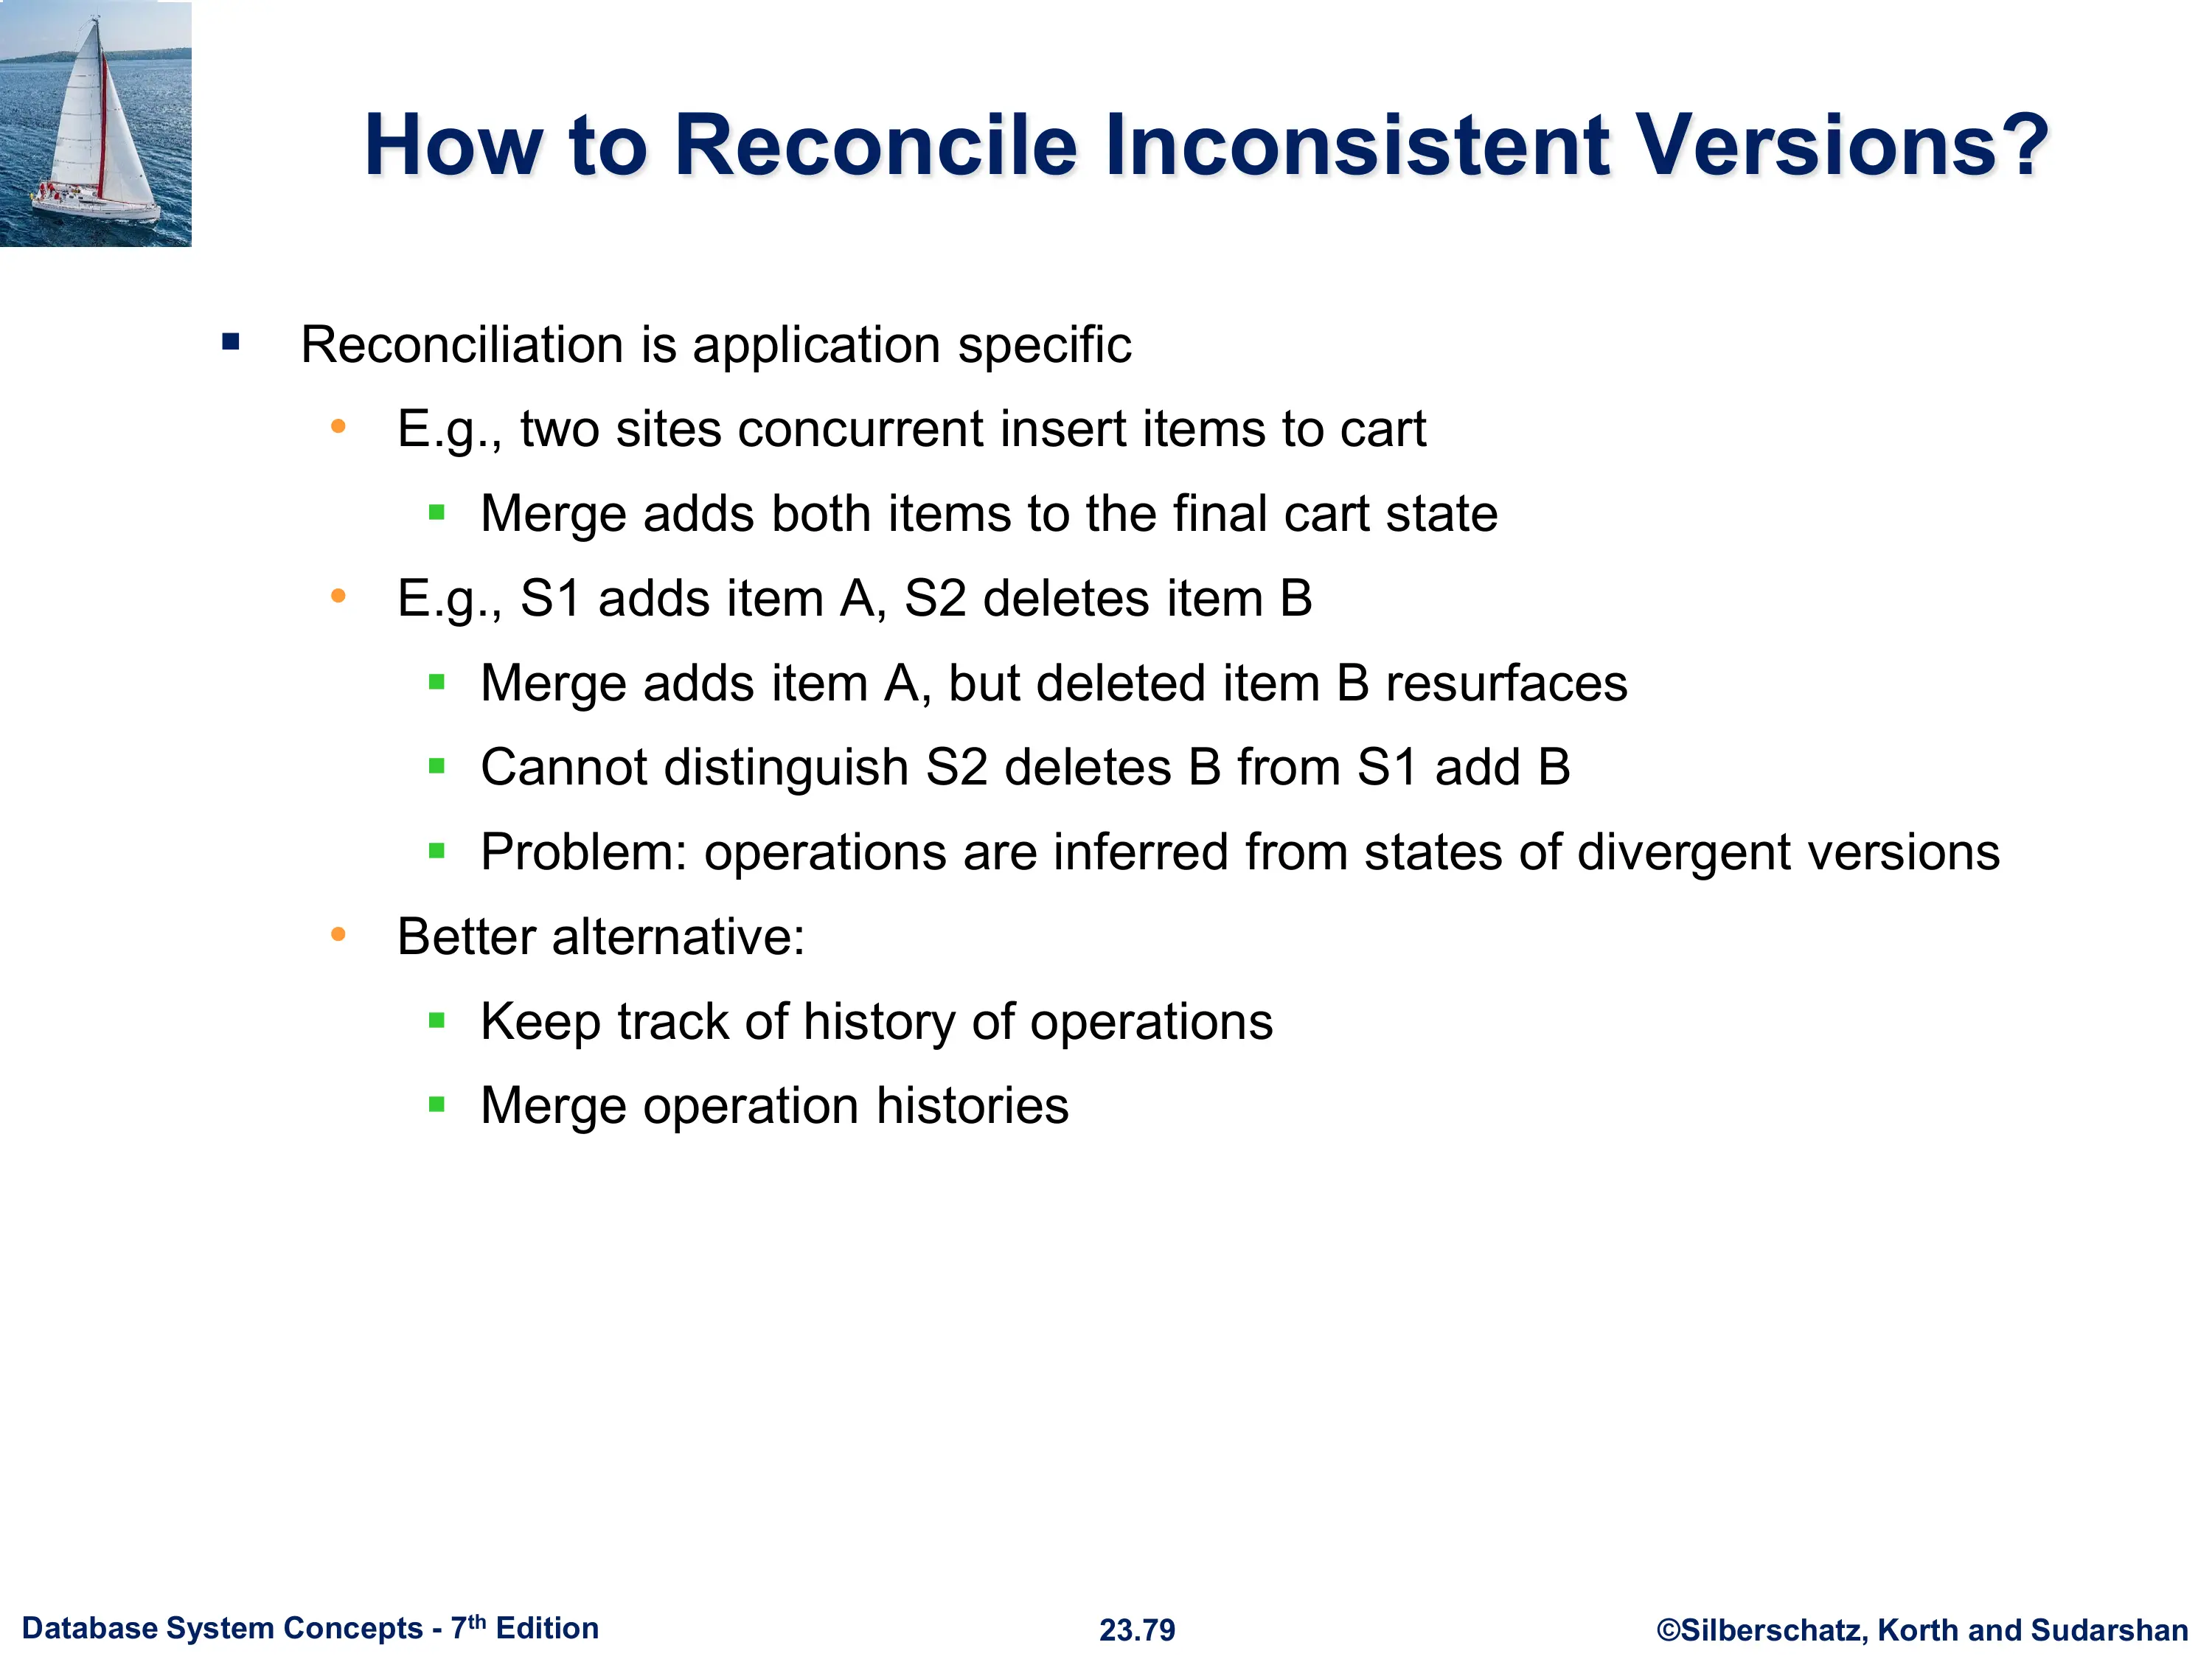 How to Reconcile Inconsistent Versions?
Reconciliation is application specific
E.g., two sites concurrent insert items to cart
Merge adds both items to the final cart state
E.g., S1 adds item A, S2 deletes item B
Merge adds item A, but deleted item B resurfaces
Cannot distinguish S2 deletes B from S1 add B
Problem: operations are inferred from states of divergent versions
Better alternative:
Keep track of history of operations
Merge operation histories
Database System Concepts - 7th Edition
23.79
©Silberschatz, Korth and Sudarshan